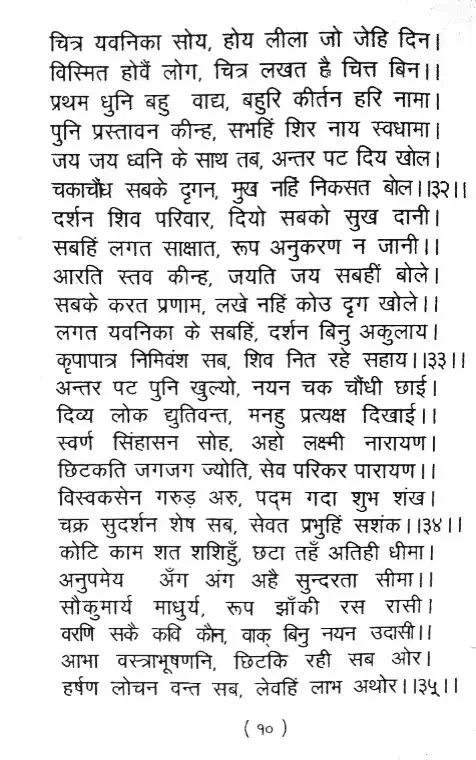 चित्र यवनिका सोय, होय लीला जो जेहि दिन।
विस्मित होवैं लोग, चित्र लखत है चित्त बिन।।
प्रथम धुनि बहु वाद्य, बहुरि कीर्तन हरि नामा।
पुनि प्रस्तावन कीन्ह, सभहिं शिर नाय स्वधामा।
जय जय ध्वनि के साथ तब, अन्तर पट दिय खोल।
चकाचौंध सबके दृगन, मुख नहिं निकसत बोल।।३२।।
दर्शन शिव परिवार, दियो सबको सुख दानी।
सबहिं लगत साक्षात, रूप अनुकरण न जानी।।
आरति स्तव कीन्ह, जयति जय सबहीं बोले।
सबके करत प्रणाम, लखे नहिं कोउ दृग खोले।।
लगत यवनिका के सबहिं, दर्शन बिनु अकुलाय।
कृपापात्र निमिवंश सब, शिव नित रहे सहाय।।३३।।
अन्तर पट पुनि खुल्यो, नयन चक चौंधी छाई।
दिव्य लोक द्युतिवन्त, मनहु प्रत्यक्ष दिखाई।।
स्वर्ण सिंहासन सोह, अहो लक्ष्मी नारायण।
छिटकति जगजग ज्योति, सेव परिकर पारायण।।
विस्वकसेन गरुड़ अरु, पद्म गदा शुभ शंख।
चक्र सुदर्शन शेष सब, सेवत प्रभुहिं सशंक।।३४।।
कोटि काम शत शशिहुँ, छटा तहँ अतिही धीमा।
अनुपमेय अँग अंग अहै सुन्दरता सीमा।।
सौकुमार्य माधुर्य, रूप झाँकी रस रासी।
वरणि सकै कवि कौन, वाक् बिनु नयन उदासी।।
आभा वस्त्राभूषणनि, छिटकि रही सब ओर।
हर्षण लोचन वन्त सब, लेवहिं लाभ अथोर।।३५।।
(१०)